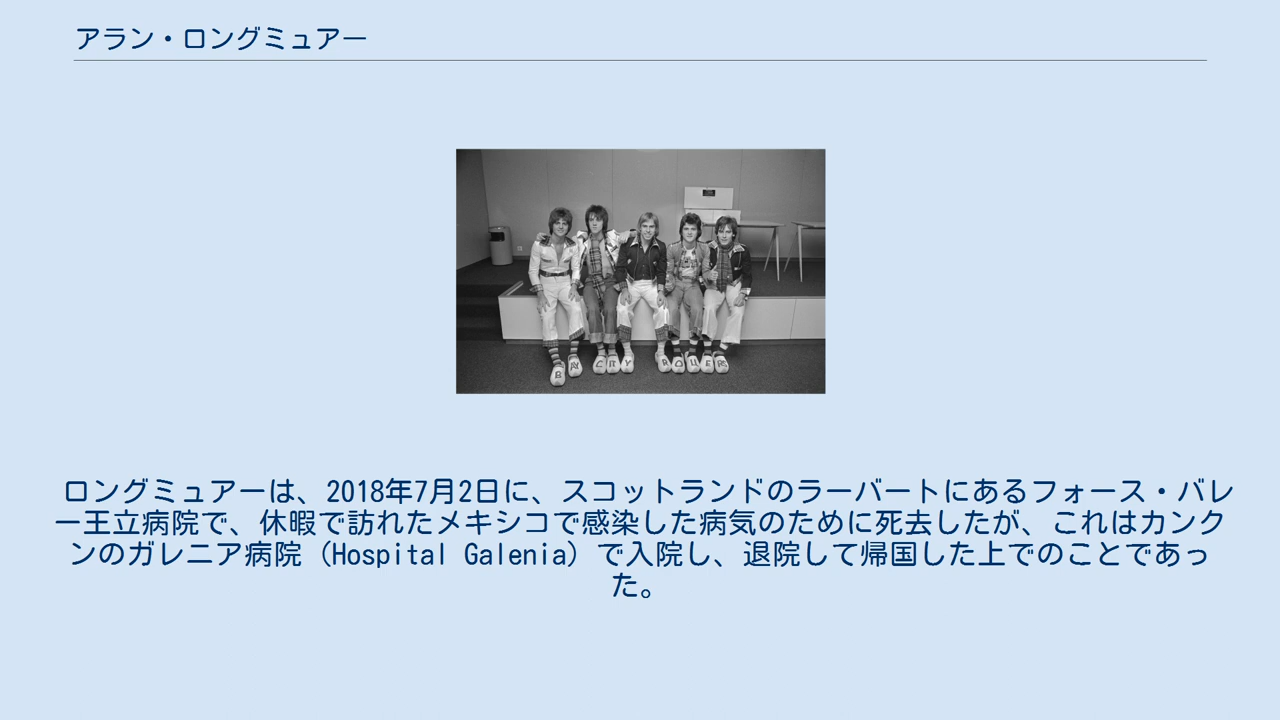 アラン・ロングミュアー
BAY CITY ROLLERS
ロングミュアーは、2018年7月2日に、スコットランドのラーバートにあるフォース・バレ
ー王立病院で、休暇で訪れたメキシコで感染した病気のために死去したが、これはカンク
ンのガレニア病院（Hospital Galenia）で入院し、退院して帰国した上でのことであっ
た。